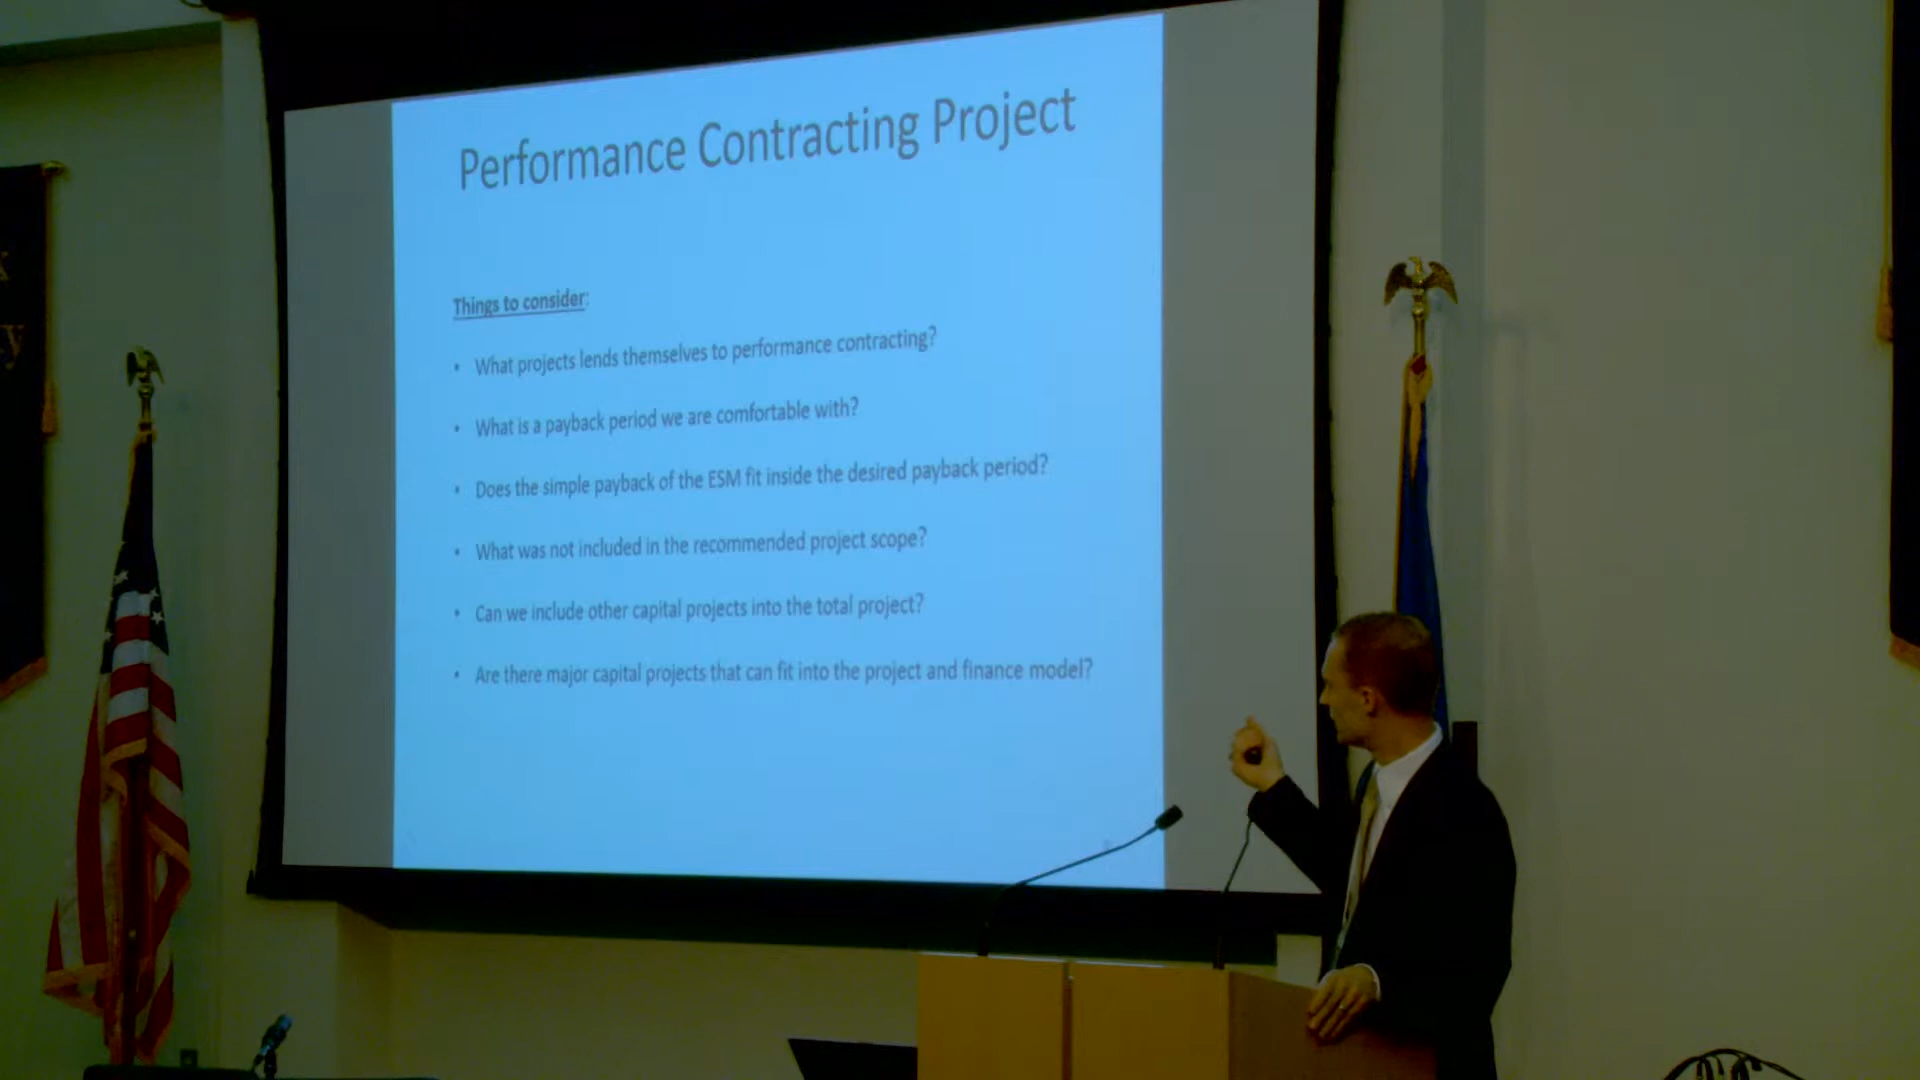 Performance Contracting Project
Things to consider:
• What projects lends themselves to performance contracting?
• What is a payback period we are comfortable with?
• Does the simple payback of the ESM fit inside the desired payback period?
• What was not included in the recommended project scope?
• Can we include other capital projects into the total project?
• Are there major capital projects that can fit into the project and finance model?